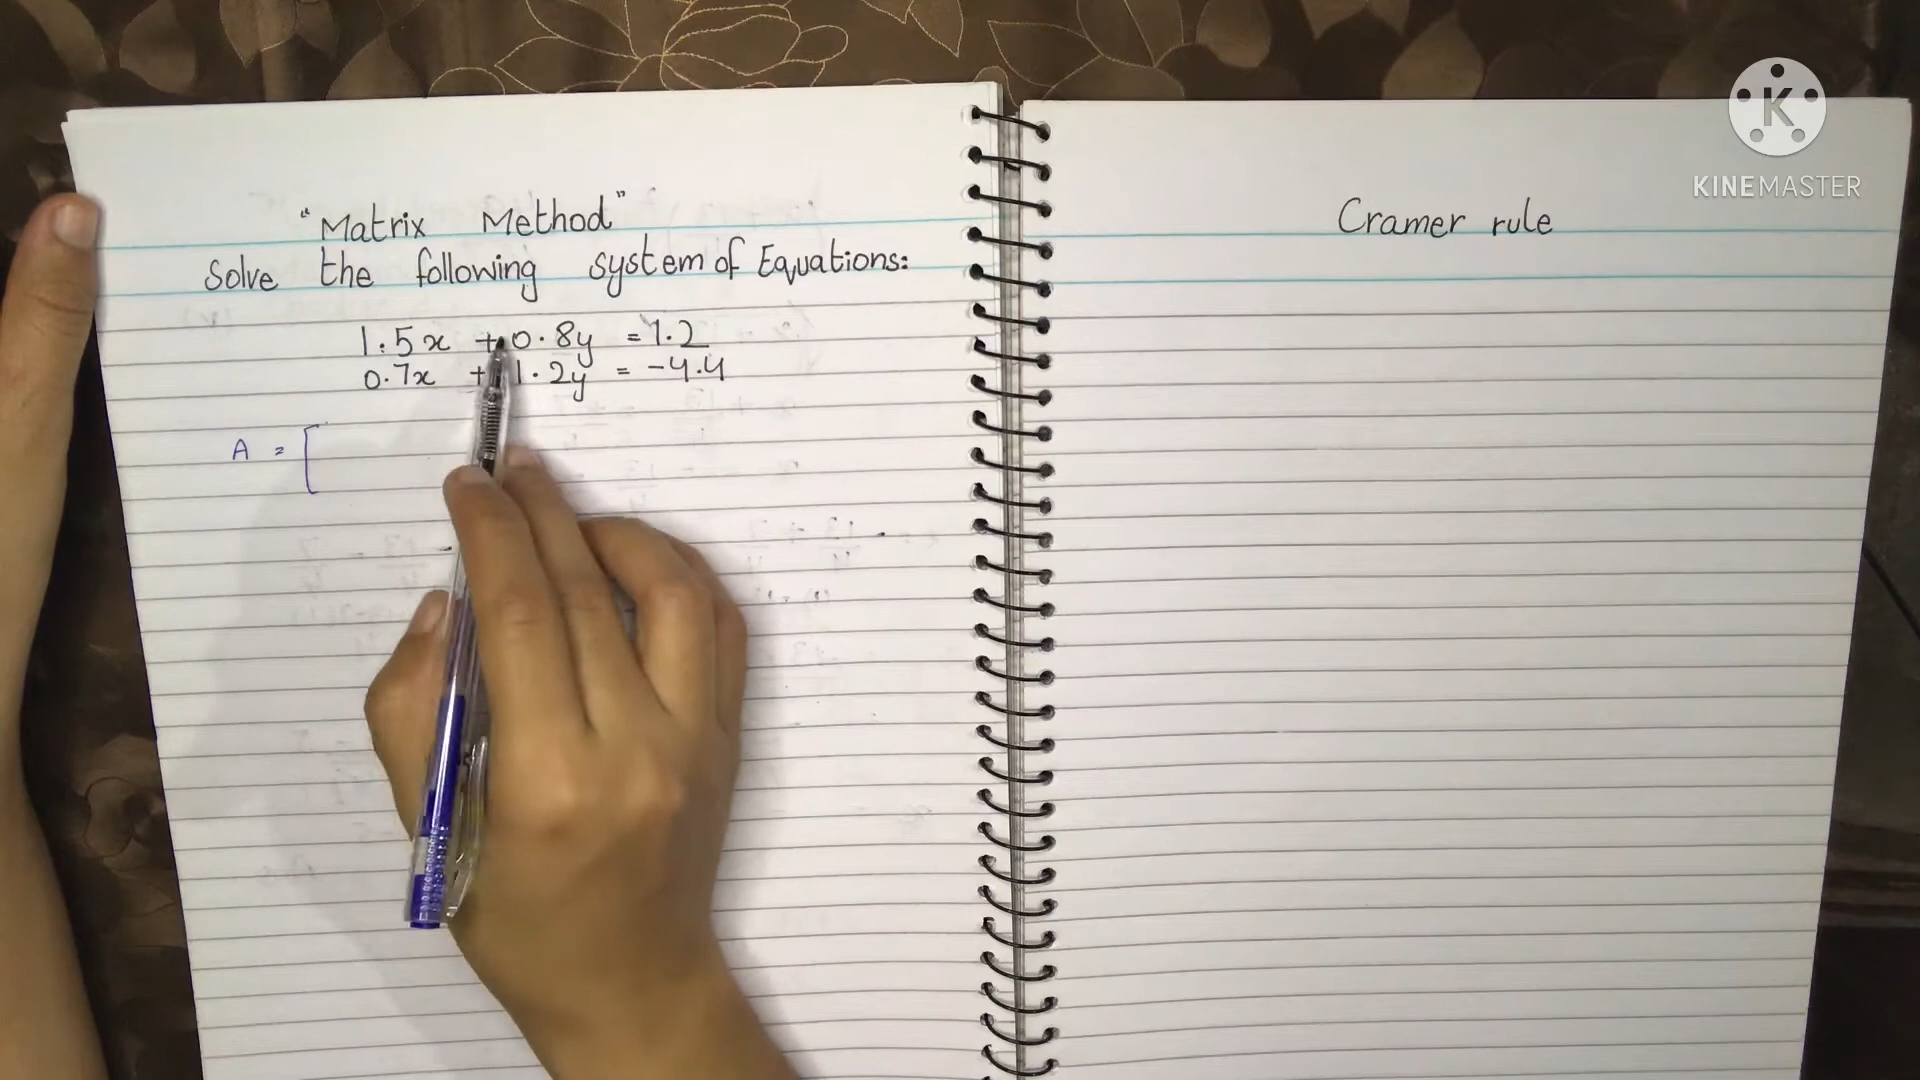 "Matrix Method"
Solve the following system of Equations:
1.5x + 0.8y = 1.2
0.7x + 1.2y = -4.4
A = [
Cramer rule
K
KINEMASTER